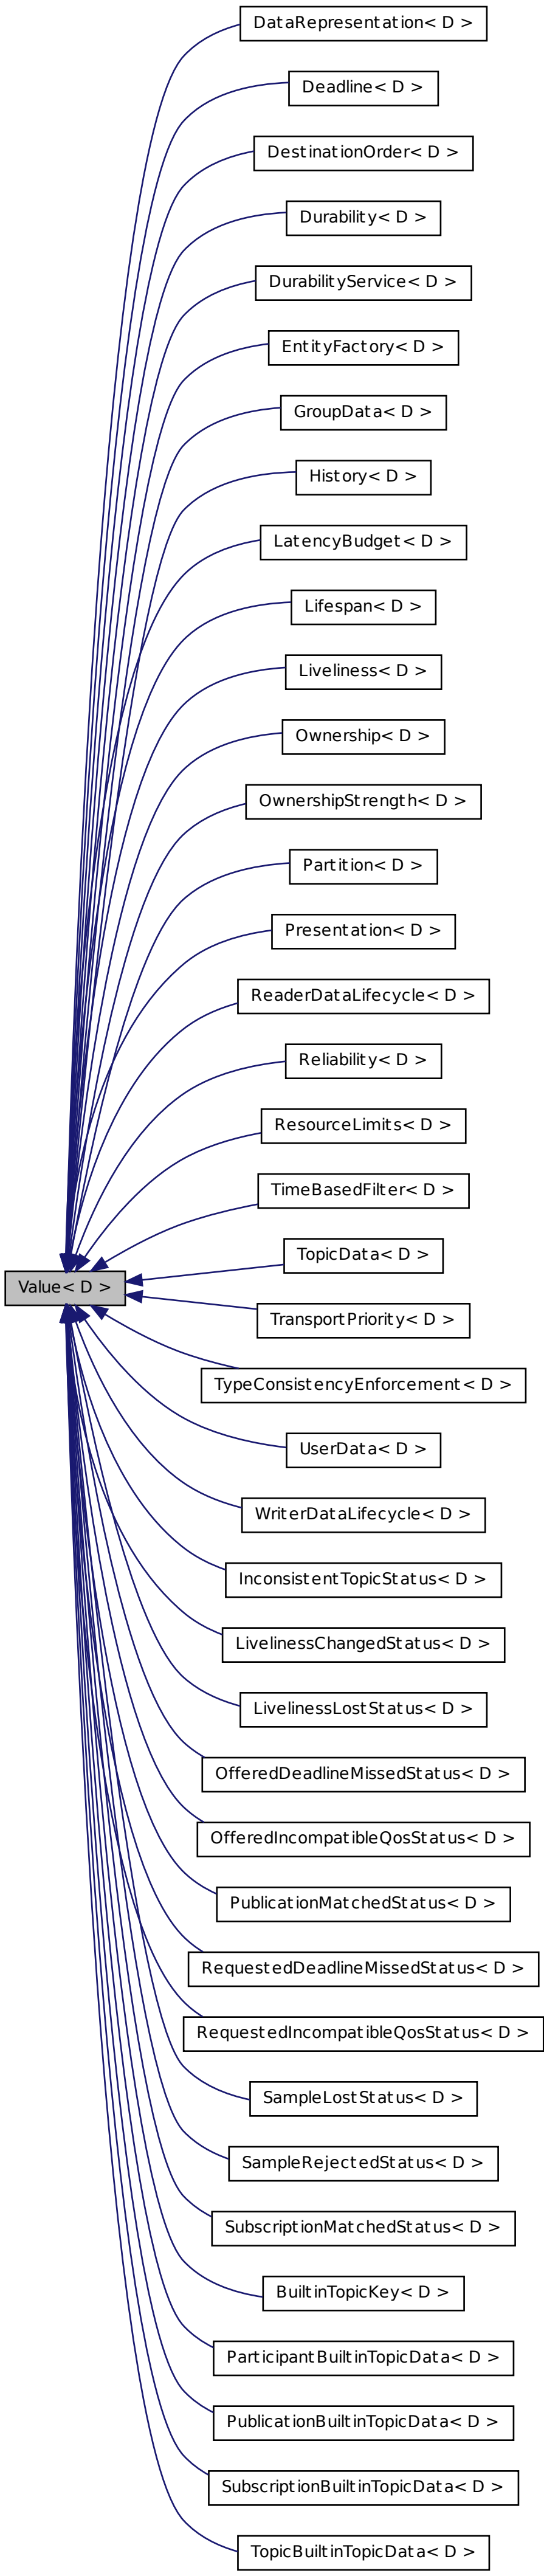 DataRepresentation< D >
Deadline< D >
DestinationOrder< D >
Durability< D >
DurabilityService< D >
EntityFactory< D >
GroupData< D >
History< D >
LatencyBudget< D >
Lifespan< D >
Liveliness< D >
Ownership< D >
OwnershipStrength< D >
Partition< D >
Presentation< D >
ReaderDataLifecycle< D >
Reliability< D >
ResourceLimits< D >
TimeBasedFilter< D >
TopicData< D >
Value< D >
TransportPriority< D >
TypeConsistencyEnforcement< D >
UserData< D >
WriterDataLifecycle< D >
InconsistentTopicStatus< D >
LivelinessChangedStatus< D >
LivelinessLostStatus< D >
OfferedDeadlineMissedStatus< D >
OfferedIncompatibleQosStatus< D >
PublicationMatchedStatus< D >
RequestedDeadlineMissedStatus< D >
RequestedIncompatibleQosStatus< D >
SampleLostStatus< D >
SampleRejectedStatus< D >
SubscriptionMatchedStatus< D >
BuiltinTopicKey< D >
ParticipantBuiltinTopicData< D >
PublicationBuiltinTopicData< D >
SubscriptionBuiltinTopicData< D >
TopicBuiltinTopicData< D >